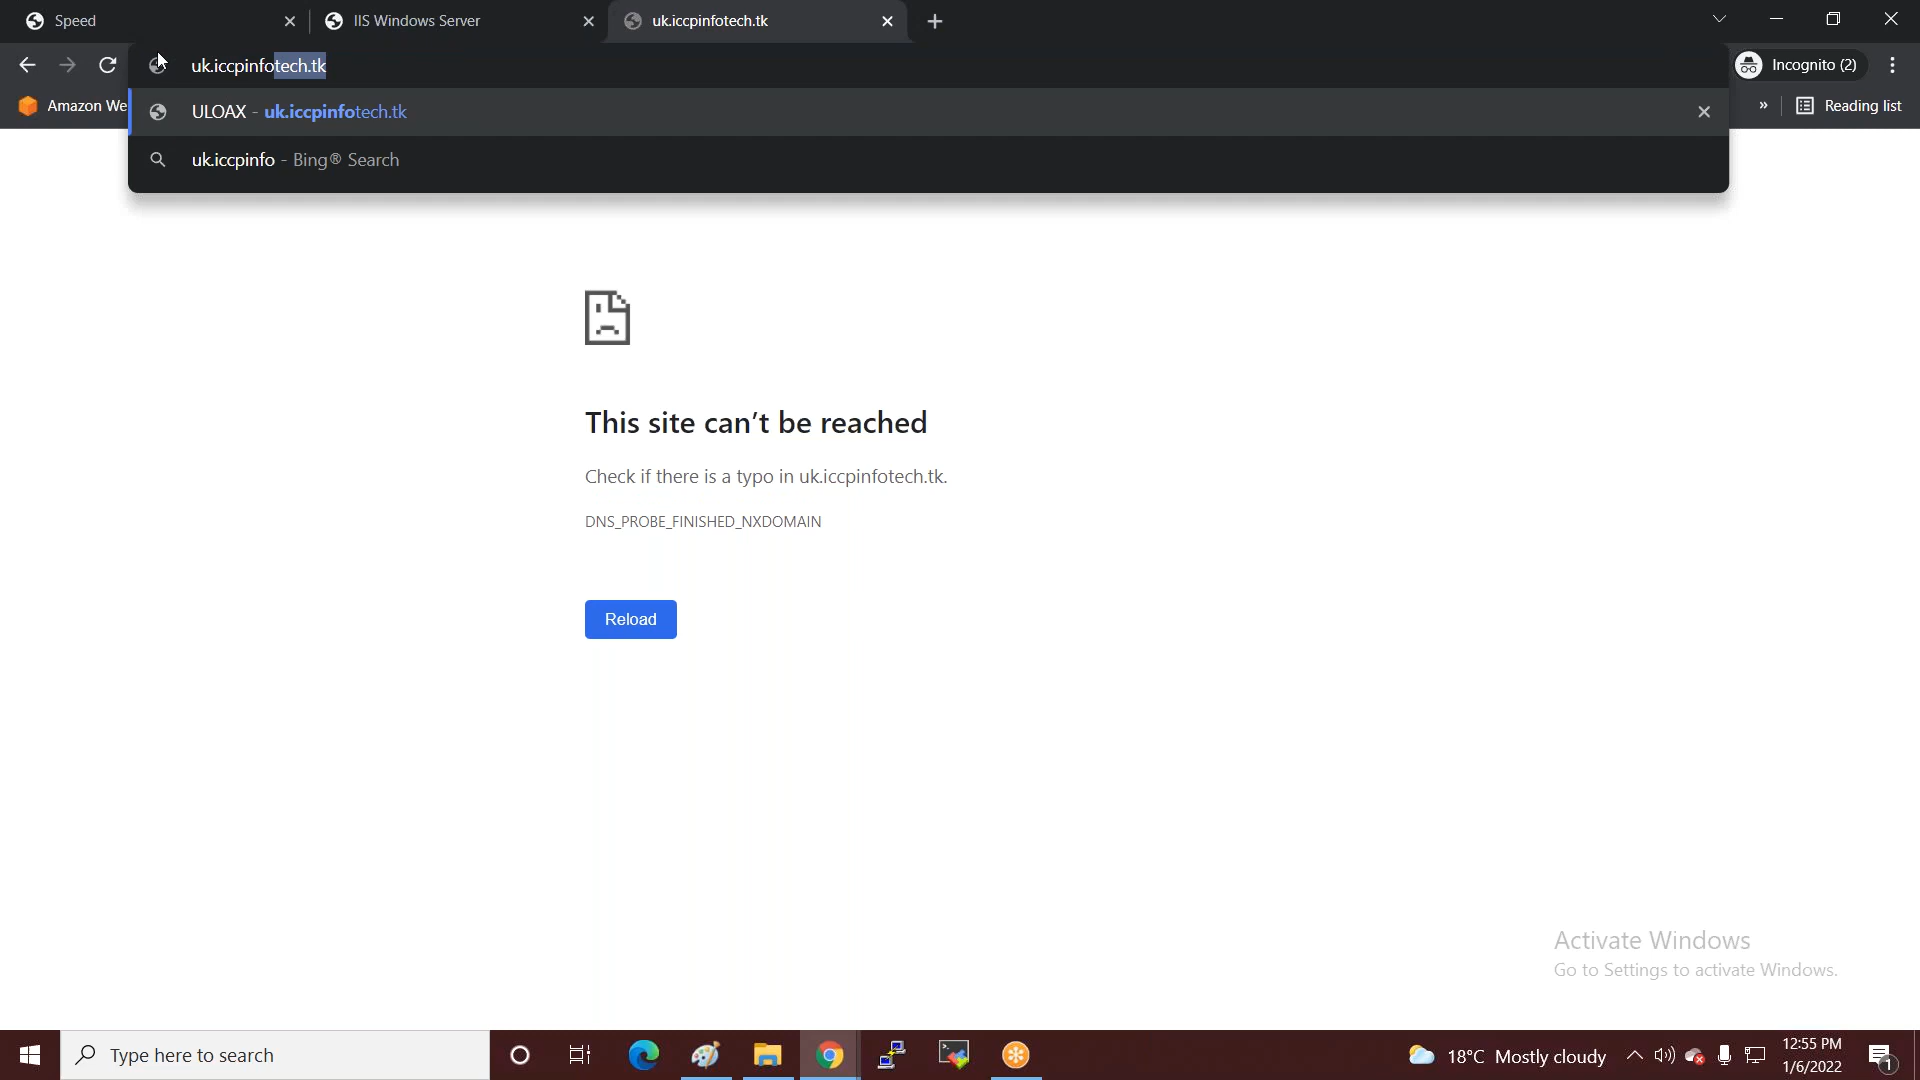 Speed
IIS Windows Server
uk.iccpinfotech.tk
uk.iccpinfotech.tk
Incognito (2)
Amazon We
ULOAX - uk.iccpinfotech.tk
» Reading list
uk.iccpinfo - Bing® Search
This site can’t be reached
Check if there is a typo in uk.iccpinfotech.tk.
DNS_PROBE_FINISHED_NXDOMAIN
Reload
Activate Windows
Go to Settings to activate Windows.
Type here to search
18°C Mostly cloudy
12:55 PM
1/6/2022
1